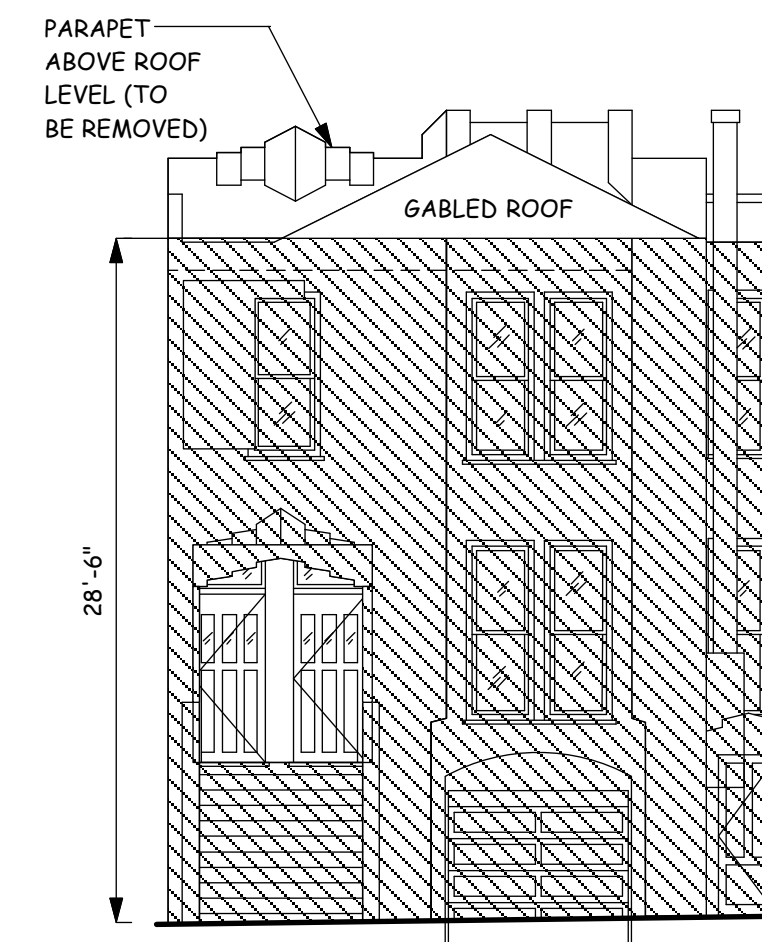 PARAPET
ABOVE ROOF
LEVEL (TO
BE REMOVED)
GABLED ROOF
28'-6"